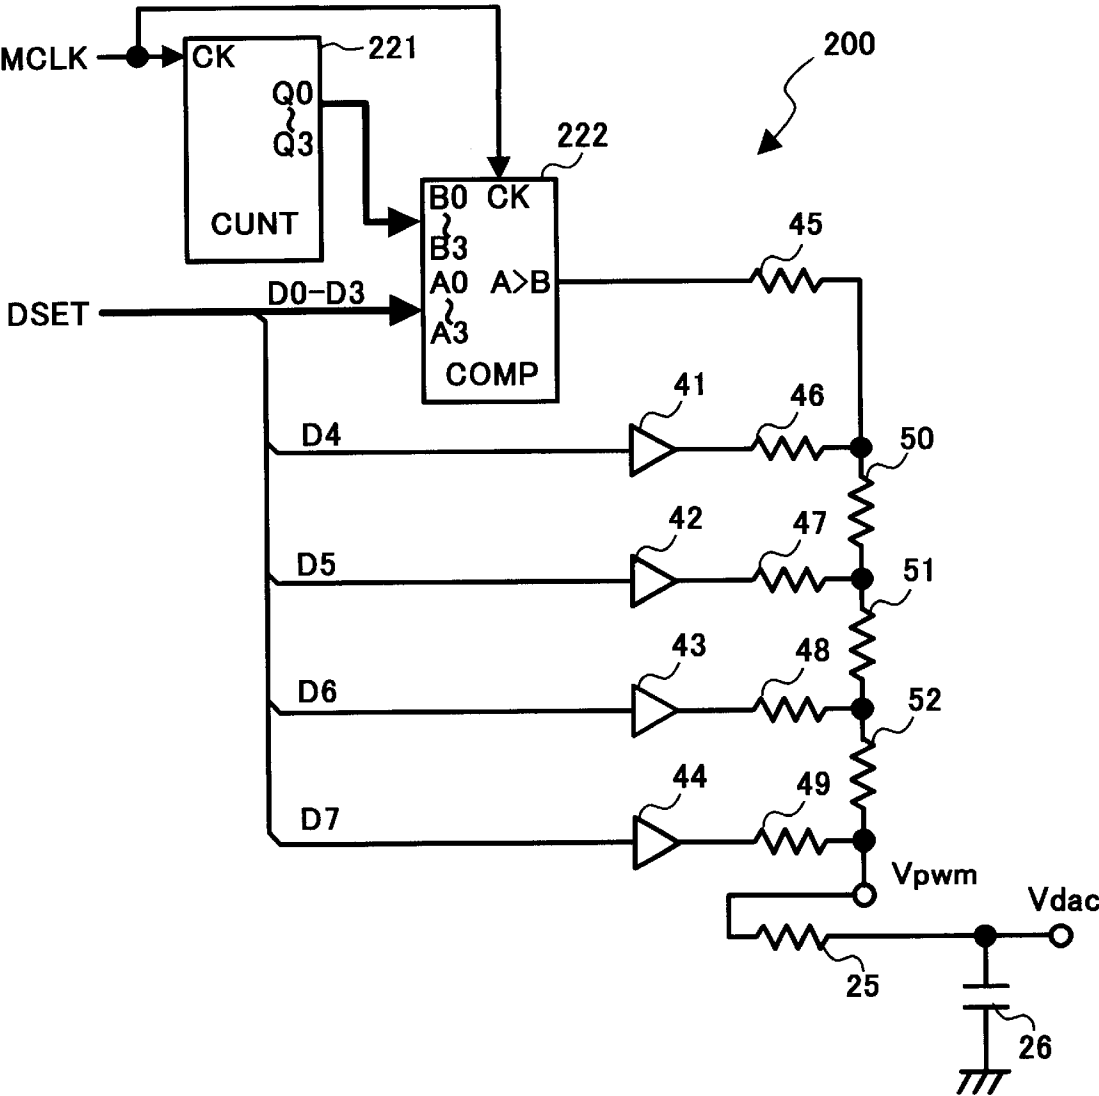 MCLK
CK
221
Q0
~
Q3
CUNT
200
222
B0 CK
~
B3
A0 A>B
~
A3
COMP
45
DSET
D0-D3
41
46
D4
50
42
47
D5
51
43
48
D6
52
44
49
D7
Vpwm
Vdac
25
26